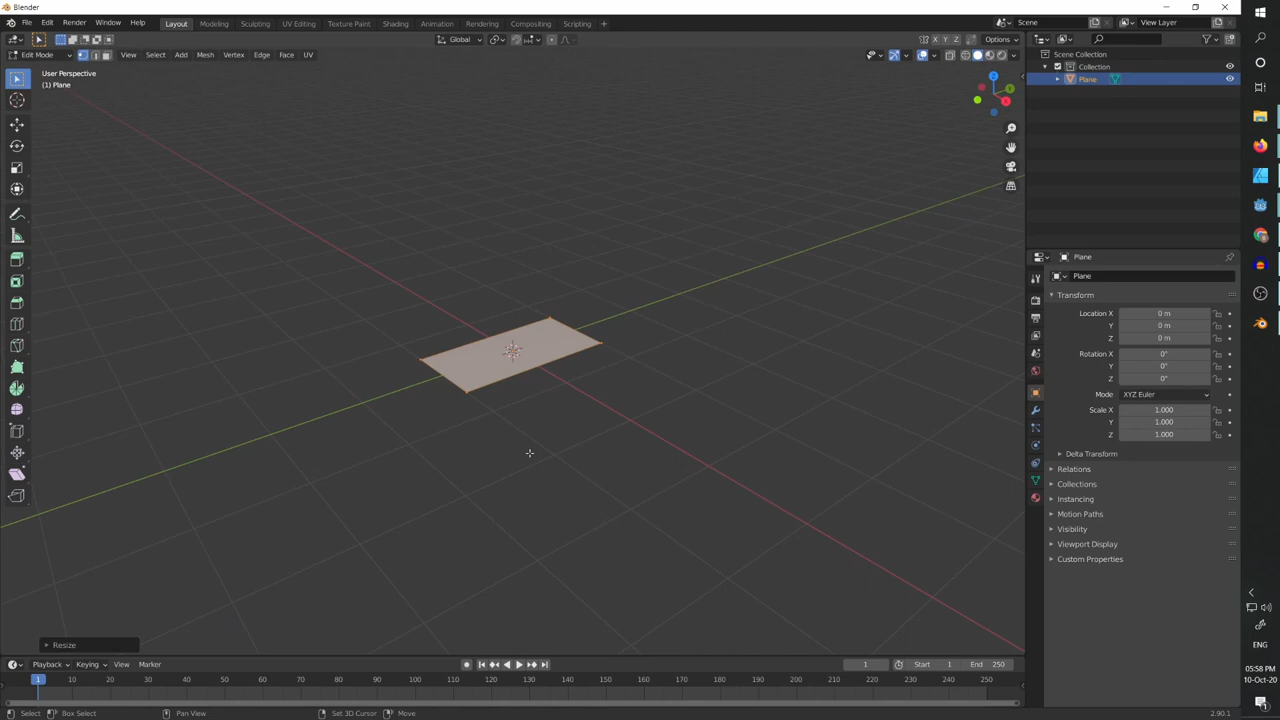 Blender
File Edit Render Window Help Layout Modeling Sculpting UV Editing Texture Paint Shading Animation Rendering Compositing Scripting + Scene View Layer
Global X Y Z Options
Edit Mode View Select Add Mesh Vertex Edge Face UV
User Perspective
(1) Plane
Scene Collection
Collection
Plane
Z
Y
X
Plane
Plane
Transform
Location X 0 m
Y 0 m
Z 0 m
Rotation X 0°
Y 0°
Z 0°
Mode XYZ Euler
Scale X 1.000
Y 1.000
Z 1.000
Delta Transform
Relations
Collections
Instancing
Motion Paths
Visibility
Viewport Display
Custom Properties
Resize
Playback Keying View Marker 1 Start 1 End 250
1 10 20 30 40 50 60 70 80 90 100 110 120 130 140 150 160 170 180 190 200 210 220 230 240 250
Select Box Select Pan View Set 3D Cursor Move 2.90.1
ENG
05:58 PM
10-Oct-20